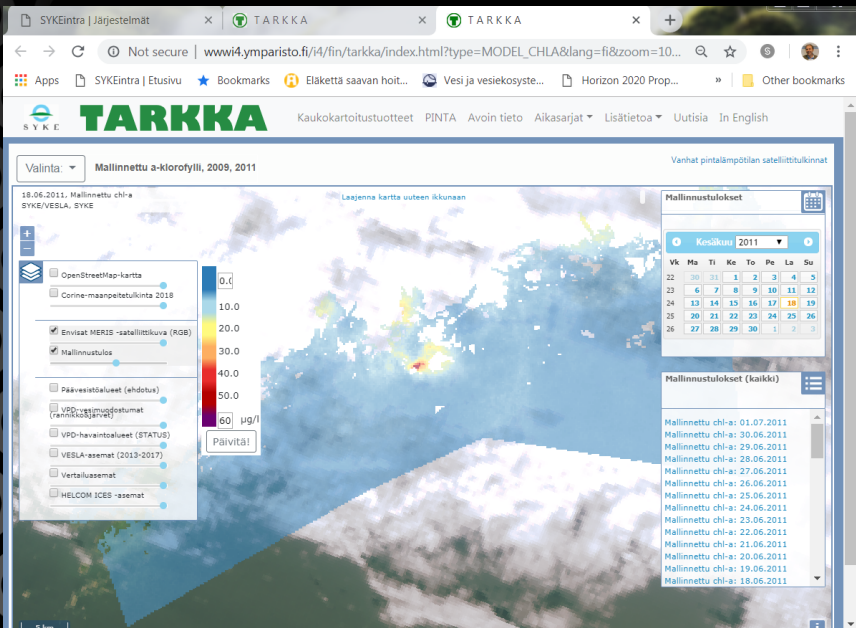 SYKEintra | Järjestelmät
TARKKA
TARKKA
Not secure | wwwi4.ymparisto.fi/i4/fin/tarkka/index.html?type=MODEL_CHLA&lang=fi&zoom=10...
Apps SYKEintra | Etusivu Bookmarks Eläkettä saavan hoit... Vesi ja vesiekosyste... Horizon 2020 Prop... » Other bookmarks
SYKE
TARKKA
Kaukokartoitustuotteet PINTA Avoin tieto Aikasarjat Lisätietoa Uutisia In English
Valinta:
Mallinnettu a-klorofylli, 2009, 2011
Vanhat pintalämpötilan satelliittitulkinnat
18.06.2011, Mallinnettu chl-a
SYKE/VESLA, SYKE
Laajenna kartta uuteen ikkunaan
+
−
OpenStreetMap-kartta
Corine-maanpeitetulkinta 2018
Envisat MERIS -satelliittikuva (RGB)
Mallinnustulos
Päävesistöalueet (ehdotus)
VPD-vesimuodostumat
(rannikko&järvet)
VPD-havaintoalueet (STATUS)
VESLA-asemat (2013-2017)
Vertailuasemat
HELCOM ICES -asemat
10.0
20.0
30.0
40.0
50.0
60 µg/l
Päivitä!
Mallinnustulokset
Kesäkuu 2011
Vk Ma Ti Ke To Pe La Su
22 30 31 1 2 3 4 5
23 6 7 8 9 10 11 12
24 13 14 15 16 17 18 19
25 20 21 22 23 24 25 26
26 27 28 29 30 1 2 3
Mallinnustulokset (kaikki)
Mallinnettu chl-a: 01.07.2011
Mallinnettu chl-a: 30.06.2011
Mallinnettu chl-a: 29.06.2011
Mallinnettu chl-a: 28.06.2011
Mallinnettu chl-a: 27.06.2011
Mallinnettu chl-a: 26.06.2011
Mallinnettu chl-a: 25.06.2011
Mallinnettu chl-a: 24.06.2011
Mallinnettu chl-a: 23.06.2011
Mallinnettu chl-a: 22.06.2011
Mallinnettu chl-a: 21.06.2011
Mallinnettu chl-a: 20.06.2011
Mallinnettu chl-a: 19.06.2011
Mallinnettu chl-a: 18.06.2011